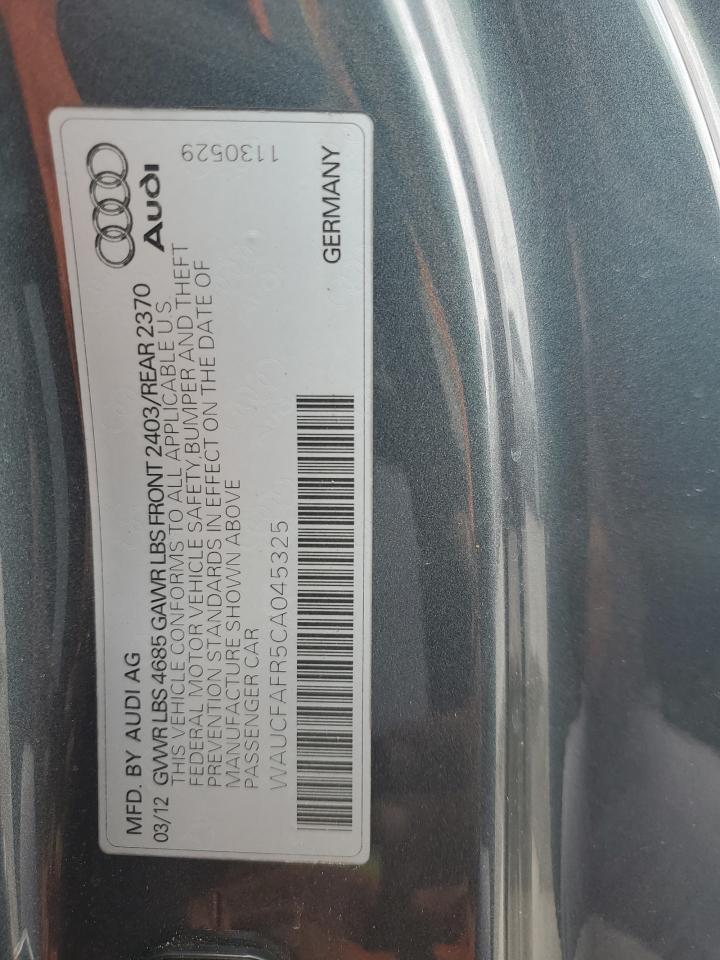 MFD. BY AUDI AG
03/12 GVWR LBS 4685 GAWR LBS FRONT 2403/REAR 2370
THIS VEHICLE CONFORMS TO ALL APPLICABLE U.S
FEDERAL MOTOR VEHICLE SAFETY, BUMPER AND THEFT
PREVENTION STANDARDS IN EFFECT ON THE DATE OF
MANUFACTURE SHOWN ABOVE
PASSENGER CAR
WAUCFAFR5CA045325
Audi
1130529
GERMANY